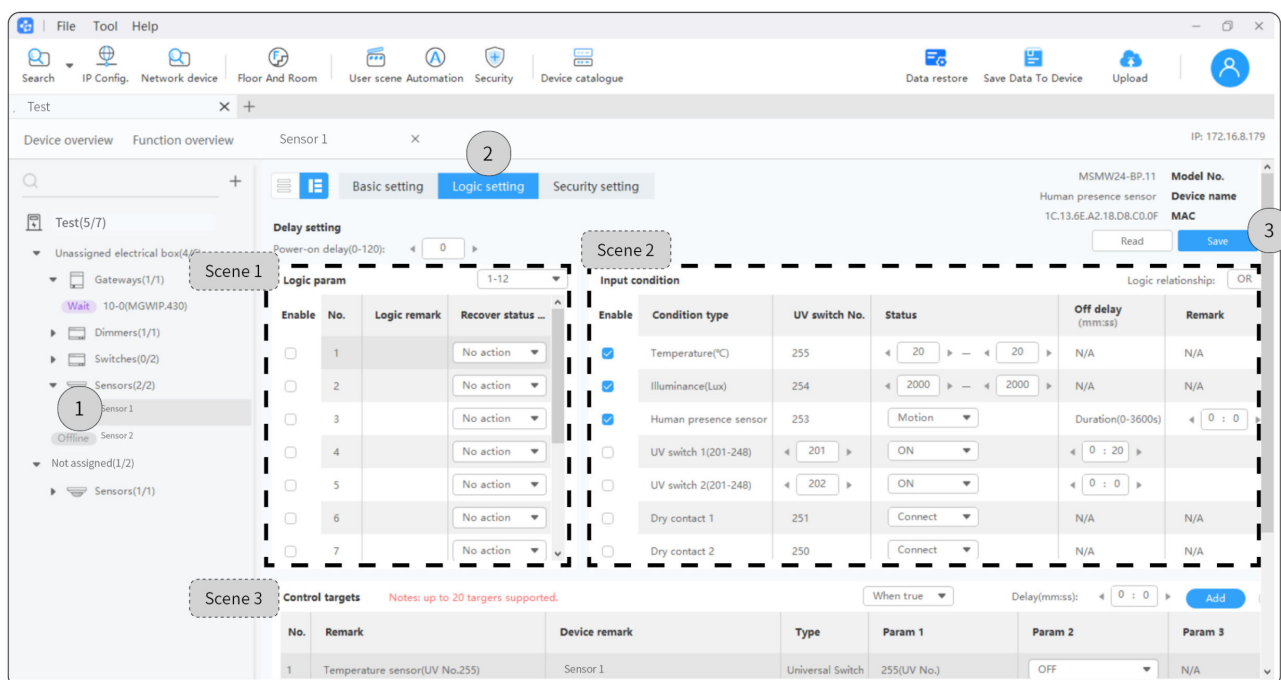 File Tool Help
Search IP Config. Network device Floor And Room User scene Automation Security Device catalogue Data restore Save Data To Device Upload
Test
Device overview Function overview Sensor 1 IP: 172.16.8.179
2
Basic setting Logic setting Security setting
MSMW24-BP.11 Model No.
Human presence sensor Device name
1C.13.6E.A2.18.D8.C0.0F MAC
Read Save 3
Test(5/7)
Unassigned electrical box(4/
Gateways(1/1)
Wait 10-0(MGWIP.430)
Dimmers(1/1)
Switches(0/2)
Sensors(2/2)
1 Sensor 1
Offline Sensor 2
Not assigned(1/2)
Sensors(1/1)
Delay setting
Power-on delay(0-120): 0
Scene 1
Logic param 1-12
Enable No. Logic remark Recover status ...
1 No action
2 No action
3 No action
4 No action
5 No action
6 No action
7 No action
Scene 2
Input condition Logic relationship: OR
Enable Condition type UV switch No. Status Off delay (mm:ss) Remark
Temperature(℃) 255 20 — 20 N/A N/A
Illuminance(Lux) 254 2000 — 2000 N/A N/A
Human presence sensor 253 Motion Duration(0-3600s) 0 : 0
UV switch 1(201-248) 201 ON 0 : 20
UV switch 2(201-248) 202 ON 0 : 0
Dry contact 1 251 Connect N/A N/A
Dry contact 2 250 Connect N/A N/A
Scene 3
Control targets Notes: up to 20 targers supported. When true Delay(mm:ss): 0 : 0 Add
No. Remark Device remark Type Param 1 Param 2 Param 3
1 Temperature sensor(UV No.255) Sensor 1 Universal Switch 255(UV No.) OFF N/A